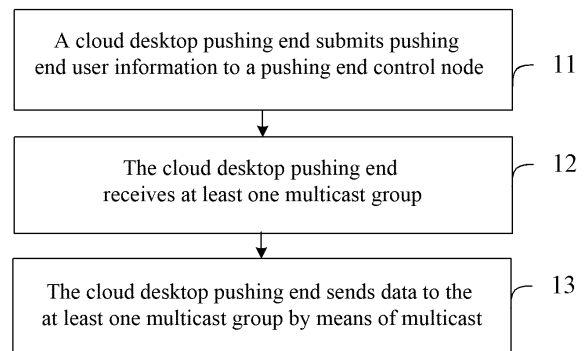 A cloud desktop pushing end submits pushing
end user information to a pushing end control node
11
The cloud desktop pushing end
receives at least one multicast group
12
The cloud desktop pushing end sends data to the
at least one multicast group by means of multicast
13